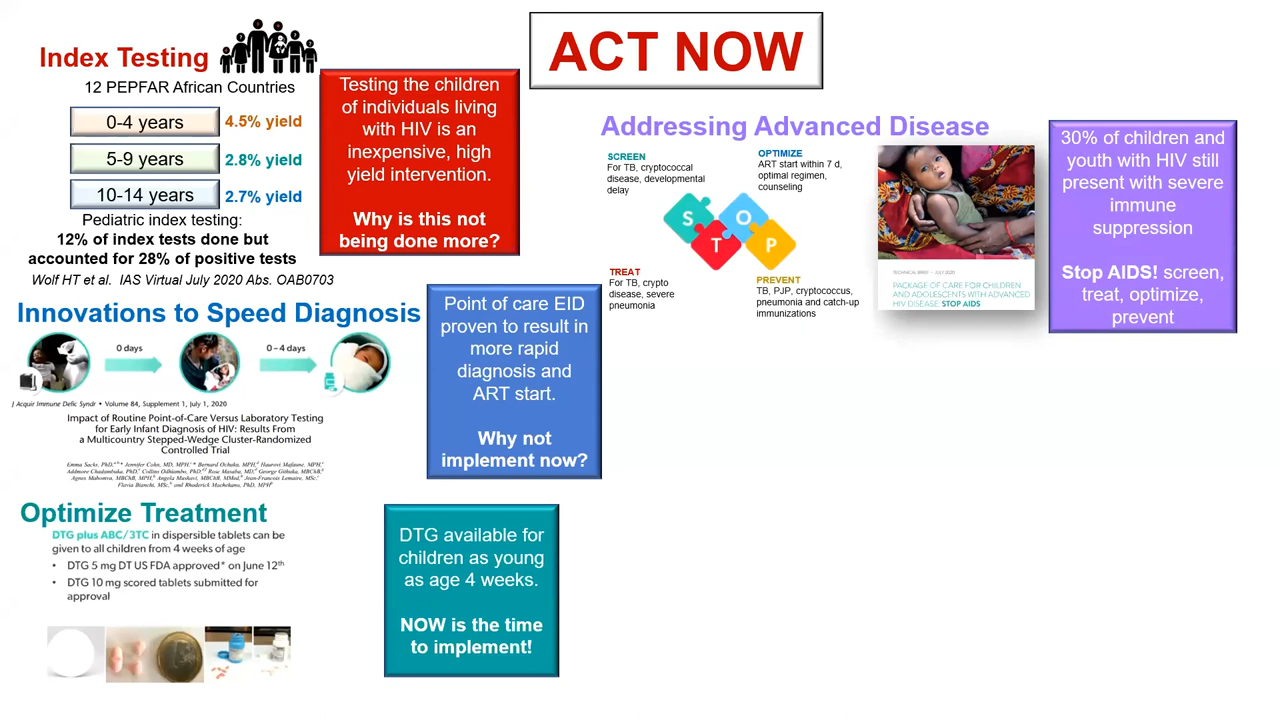 ACT NOW
Index Testing
12 PEPFAR African Countries
0-4 years 4.5% yield
5-9 years 2.8% yield
10-14 years 2.7% yield
Pediatric index testing:
12% of index tests done but
accounted for 28% of positive tests
Wolf HT et al. IAS Virtual July 2020 Abs. OAB0703
Testing the children
of individuals living
with HIV is an
inexpensive, high
yield intervention.
Why is this not
being done more?
Innovations to Speed Diagnosis
0 days
0 – 4 days
J Acquir Immune Defic Syndr • Volume 84, Supplement 1, July 1, 2020
Impact of Routine Point-of-Care Versus Laboratory Testing
for Early Infant Diagnosis of HIV: Results From
a Multicountry Stepped-Wedge Cluster-Randomized
Controlled Trial
Point of care EID
proven to result in
more rapid
diagnosis and
ART start.
Why not
implement now?
Optimize Treatment
DTG plus ABC/3TC in dispersible tablets can be
given to all children from 4 weeks of age
• DTG 5 mg DT US FDA approved* on June 12th
• DTG 10 mg scored tablets submitted for
approval
DTG available for
children as young
as age 4 weeks.
NOW is the time
to implement!
Addressing Advanced Disease
SCREEN
For TB, cryptococcal
disease, developmental
delay
OPTIMIZE
ART start within 7 d,
optimal regimen,
counseling
S T O P
TREAT
For TB, crypto
disease, severe
pneumonia
PREVENT
TB, PJP, cryptococcus,
pneumonia and catch-up
immunizations
TECHNICAL BRIEF – JULY 2020
PACKAGE OF CARE FOR CHILDREN
AND ADOLESCENTS WITH ADVANCED
HIV DISEASE: STOP AIDS
30% of children and
youth with HIV still
present with severe
immune
suppression
Stop AIDS! screen,
treat, optimize,
prevent